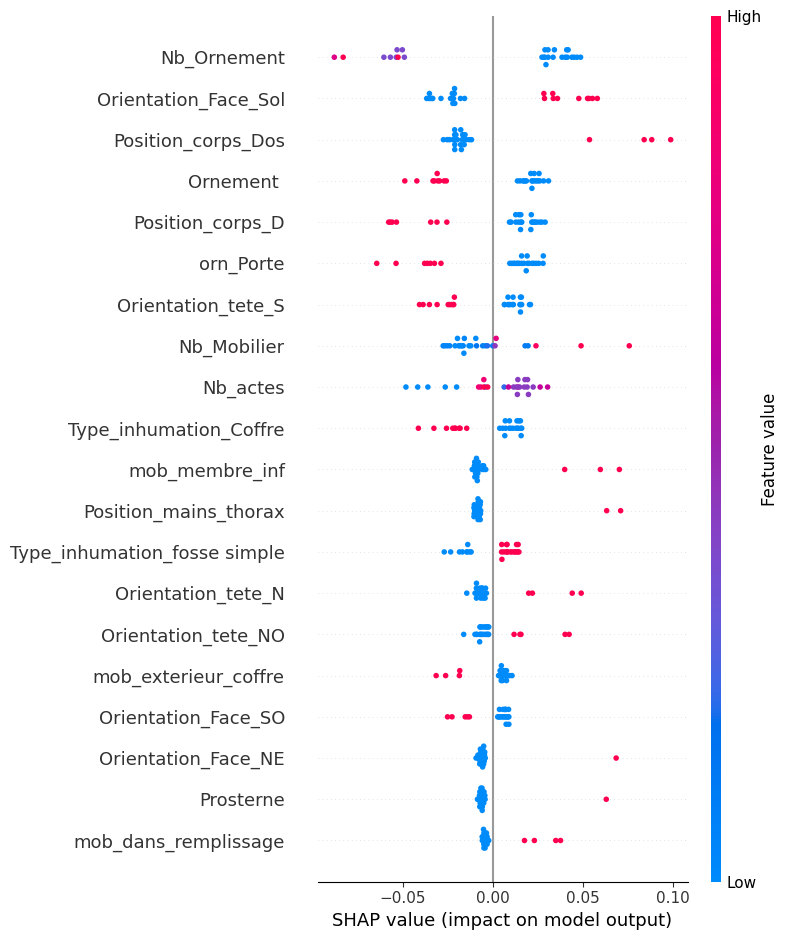 High
Nb_Ornement
Orientation_Face_Sol
Position_corps_Dos
Ornement
Position_corps_D
orn_Porte
Orientation_tete_S
Nb_Mobilier
Nb_actes
Type_inhumation_Coffre
mob_membre_inf
Position_mains_thorax
Type_inhumation_fosse simple
Orientation_tete_N
Orientation_tete_NO
mob_exterieur_coffre
Orientation_Face_SO
Orientation_Face_NE
Prosterne
mob_dans_remplissage
Feature value
Low
−0.05 0.00 0.05 0.10
SHAP value (impact on model output)